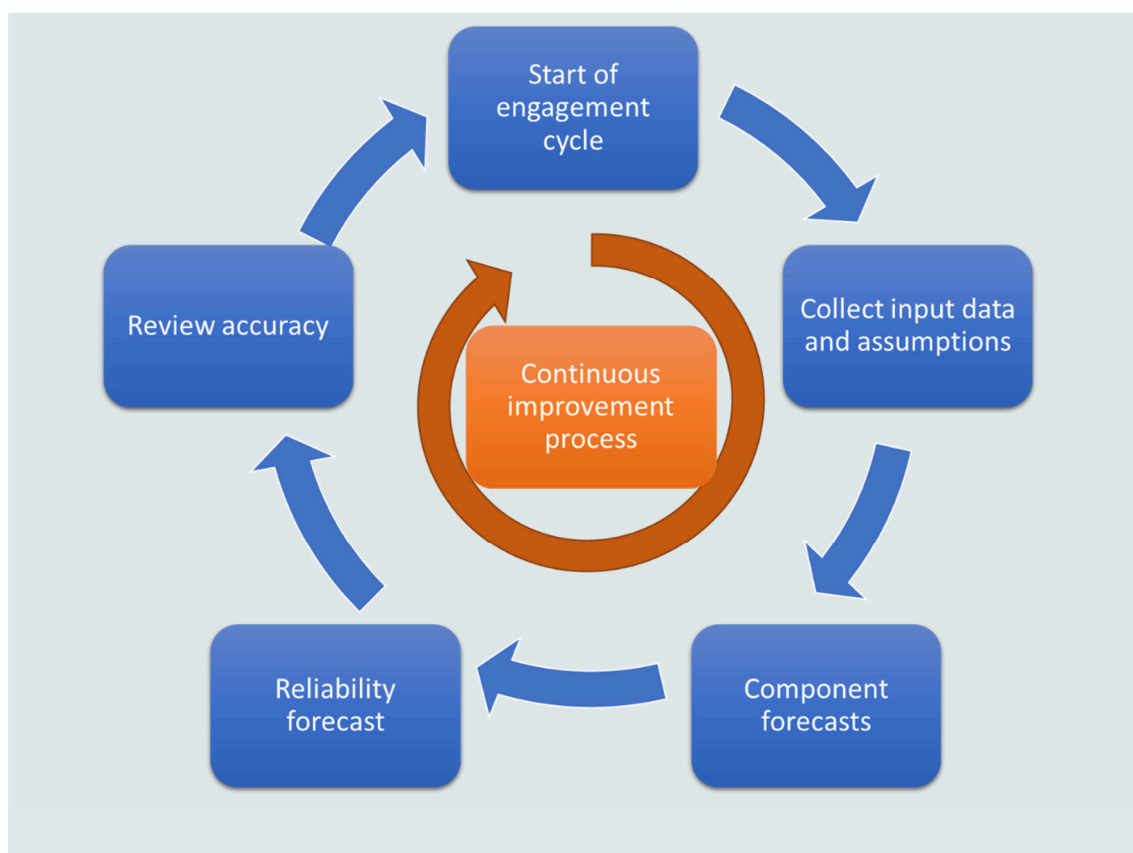 Start of
engagement
cycle
Collect input data
and assumptions
Component
forecasts
Reliability
forecast
Review accuracy
Continuous
improvement
process